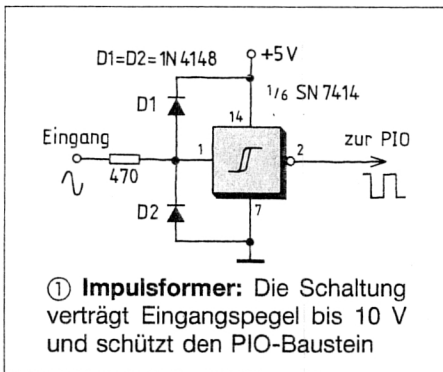 D1=D2=1N4148
+5V
1/6 SN 7414
D1
14
Eingang
1
2
zur PIO
470
D2
7
① Impulsformer: Die Schaltung
verträgt Eingangspegel bis 10 V
und schützt den PIO-Baustein